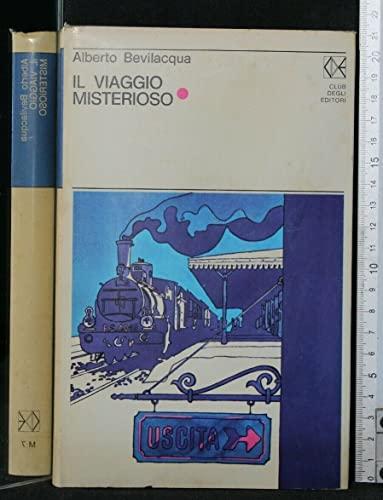 Alberto Bevilacqua
IL VIAGGIO
MISTERIOSO
CLUB
DEGLI
EDITORI
USCITA
Alberto Bevilacqua
IL VIAGGIO
MISTERIOSO
M 7